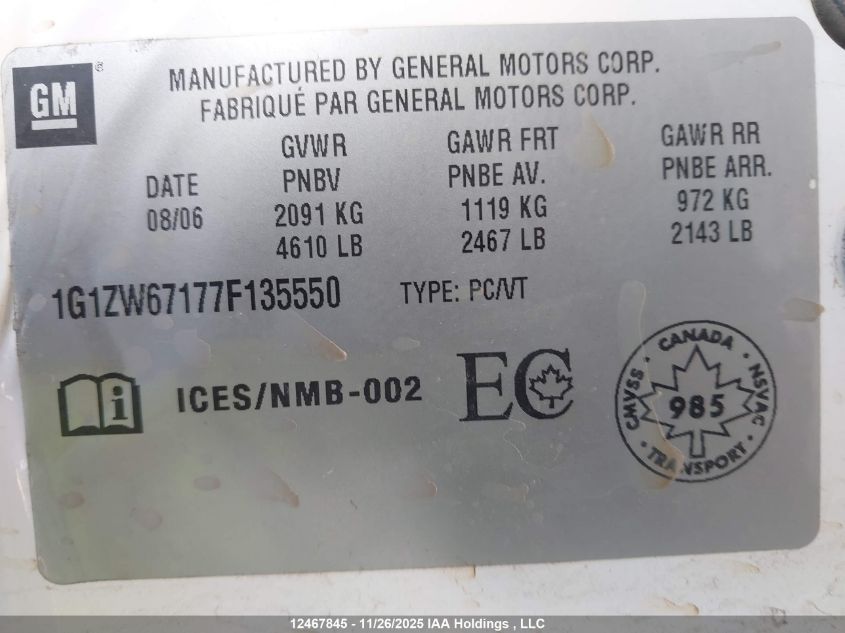 GM
®
MANUFACTURED BY GENERAL MOTORS CORP.
FABRIQUÉ PAR GENERAL MOTORS CORP.
GVWR GAWR FRT GAWR RR
DATE PNBV PNBE AV. PNBE ARR.
08/06 2091 KG 1119 KG 972 KG
4610 LB 2467 LB 2143 LB
1G1ZW67177F135550 TYPE: PC/VT
i ICES/NMB-002 EC
CANADA
CMVSS · NSVAC
985
TRANSPORT
12467845 - 11/26/2025 IAA Holdings , LLC